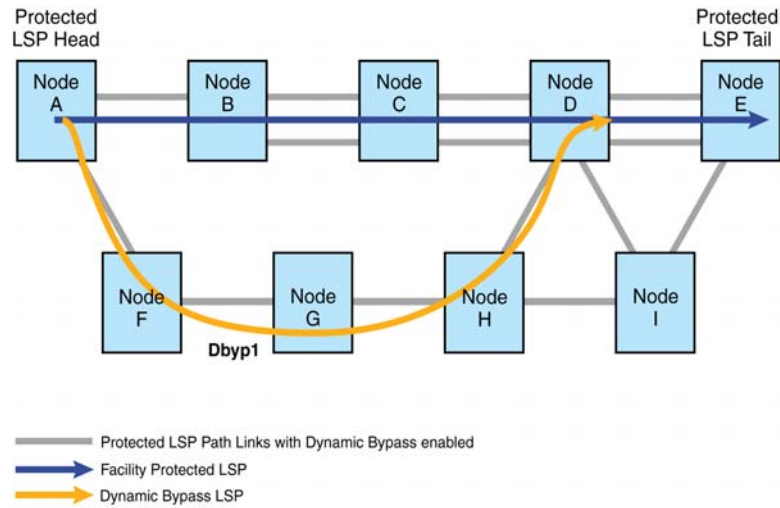 Protected
LSP Head
Protected
LSP Tail
Node
A
Node
B
Node
C
Node
D
Node
E
Node
F
Node
G
Node
H
Node
I
Dbyp1
Protected LSP Path Links with Dynamic Bypass enabled
Facility Protected LSP
Dynamic Bypass LSP